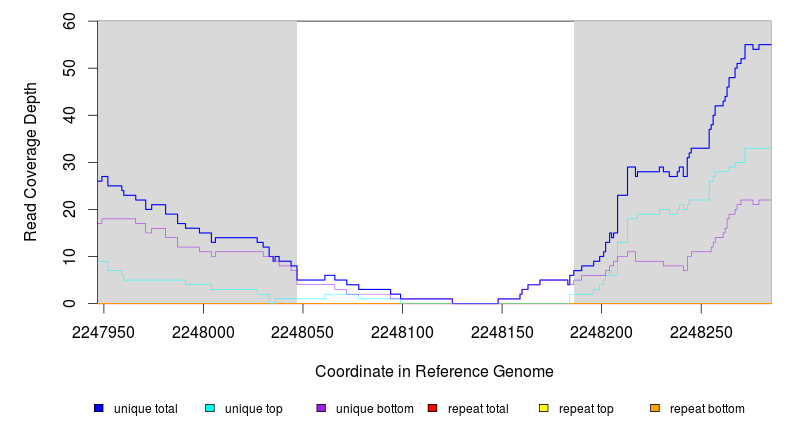 60
50
40
30
20
10
0
Read Coverage Depth
2247950 2248000 2248050 2248100 2248150 2248200 2248250
Coordinate in Reference Genome
unique total unique top unique bottom repeat total repeat top repeat bottom